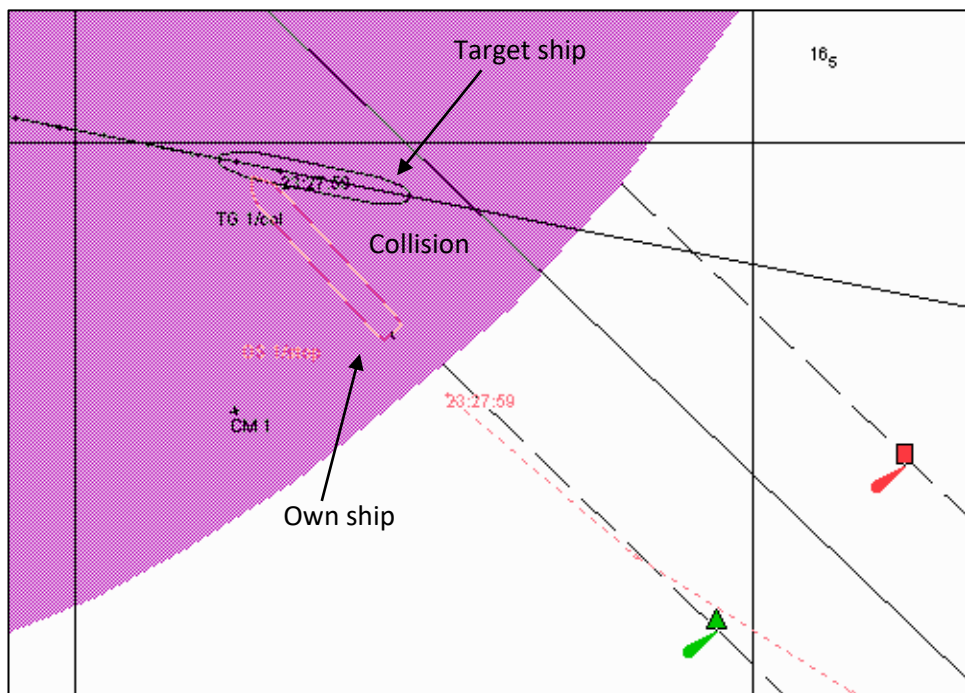 Target ship
16₅
23:27:59
TG 1/col
Collision
CM 1
23:27:59
Own ship